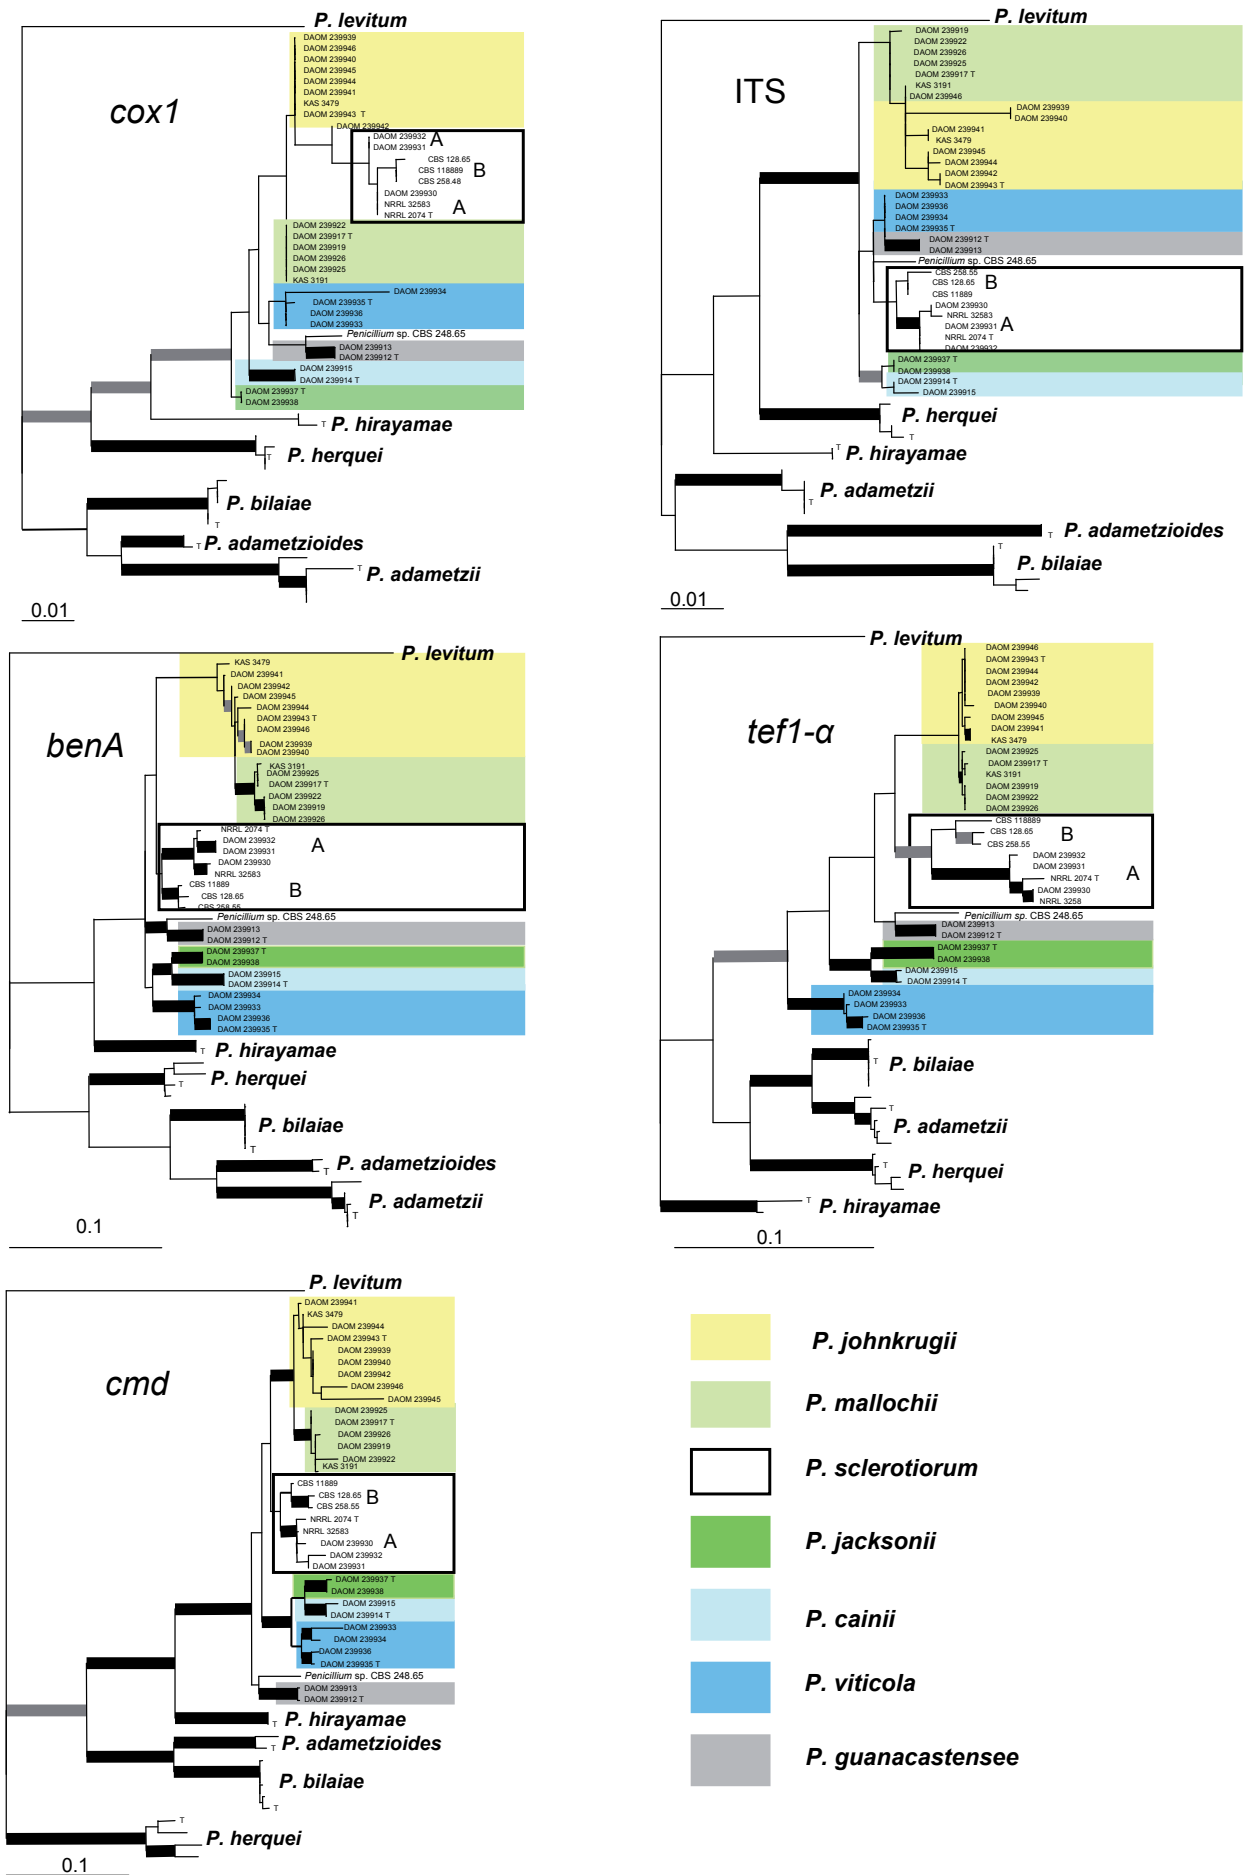 cox1
P. levitum
DAOM 239939
DAOM 239946
DAOM 239940
DAOM 239945
DAOM 239944
DAOM 239941
KAS 3479
DAOM 239943 T
DAOM 239942
DAOM 239932
DAOM 239931
A
CBS 128.65
CBS 118889
CBS 258.48
B
DAOM 239930
NRRL 32583
NRRL 2074 T
A
DAOM 239922
DAOM 239917 T
DAOM 239919
DAOM 239926
DAOM 239925
KAS 3191
DAOM 239934
DAOM 239935 T
DAOM 239936
DAOM 239933
Penicillium sp. CBS 248.65
DAOM 239913
DAOM 239912 T
DAOM 239915
DAOM 239914 T
DAOM 239937 T
DAOM 239938
T P. hirayamae
T P. herquei
P. bilaiae
T
T P. adametzioides
T P. adametzii
0.01
ITS
P. levitum
DAOM 239919
DAOM 239922
DAOM 239926
DAOM 239925
DAOM 239917 T
KAS 3191
DAOM 239946
DAOM 239939
DAOM 239940
DAOM 239941
KAS 3479
DAOM 239945
DAOM 239944
DAOM 239942
DAOM 239943 T
DAOM 239933
DAOM 239936
DAOM 239934
DAOM 239935 T
DAOM 239912 T
DAOM 239913
Penicillium sp. CBS 248.65
CBS 258.55
CBS 128.65
CBS 11889
B
DAOM 239930
NRRL 32583
DAOM 239931
NRRL 2074 T
DAOM 239932
A
DAOM 239937 T
DAOM 239938
DAOM 239914 T
DAOM 239915
P. herquei
T
T P. hirayamae
P. adametzii
T
T P. adametzioides
T
P. bilaiae
0.01
benA
P. levitum
KAS 3479
DAOM 239941
DAOM 239942
DAOM 239945
DAOM 239944
DAOM 239943 T
DAOM 239946
DAOM 239939
DAOM 239940
KAS 3191
DAOM 239925
DAOM 239917 T
DAOM 239922
DAOM 239919
DAOM 239926
NRRL 2074 T
DAOM 239932
DAOM 239931
DAOM 239930
NRRL 32583
A
CBS 11889
CBS 128.65
CBS 258.55
B
Penicillium sp. CBS 248.65
DAOM 239913
DAOM 239912 T
DAOM 239937 T
DAOM 239938
DAOM 239915
DAOM 239914 T
DAOM 239934
DAOM 239933
DAOM 239936
DAOM 239935 T
T P. hirayamae
T P. herquei
P. bilaiae
T
T P. adametzioides
P. adametzii
T
0.1
tef1-α
P. levitum
DAOM 239946
DAOM 239943 T
DAOM 239944
DAOM 239942
DAOM 239939
DAOM 239940
DAOM 239945
DAOM 239941
KAS 3479
DAOM 239925
DAOM 239917 T
KAS 3191
DAOM 239919
DAOM 239922
DAOM 239926
CBS 118889
CBS 128.65
CBS 258.55
B
DAOM 239932
DAOM 239931
NRRL 2074 T
DAOM 239930
NRRL 3258
A
Penicillium sp. CBS 248.65
DAOM 239913
DAOM 239912 T
DAOM 239937 T
DAOM 239938
DAOM 239915
DAOM 239914 T
DAOM 239934
DAOM 239933
DAOM 239936
DAOM 239935 T
T P. bilaiae
T
P. adametzii
T P. herquei
T P. hirayamae
0.1
cmd
P. levitum
DAOM 239941
KAS 3479
DAOM 239944
DAOM 239943 T
DAOM 239939
DAOM 239940
DAOM 239942
DAOM 239946
DAOM 239945
DAOM 239925
DAOM 239917 T
DAOM 239926
DAOM 239919
DAOM 239922
KAS 3191
CBS 11889
CBS 128.65
CBS 258.55
B
NRRL 2074 T
NRRL 32583
DAOM 239930
DAOM 239932
DAOM 239931
A
DAOM 239937 T
DAOM 239938
DAOM 239915
DAOM 239914 T
DAOM 239933
DAOM 239934
DAOM 239936
DAOM 239935 T
Penicillium sp. CBS 248.65
DAOM 239913
DAOM 239912 T
T P. hirayamae
T P. adametzioides
P. bilaiae
T
T
P. herquei
0.1
P. johnkrugii
P. mallochii
P. sclerotiorum
P. jacksonii
P. cainii
P. viticola
P. guanacastensee